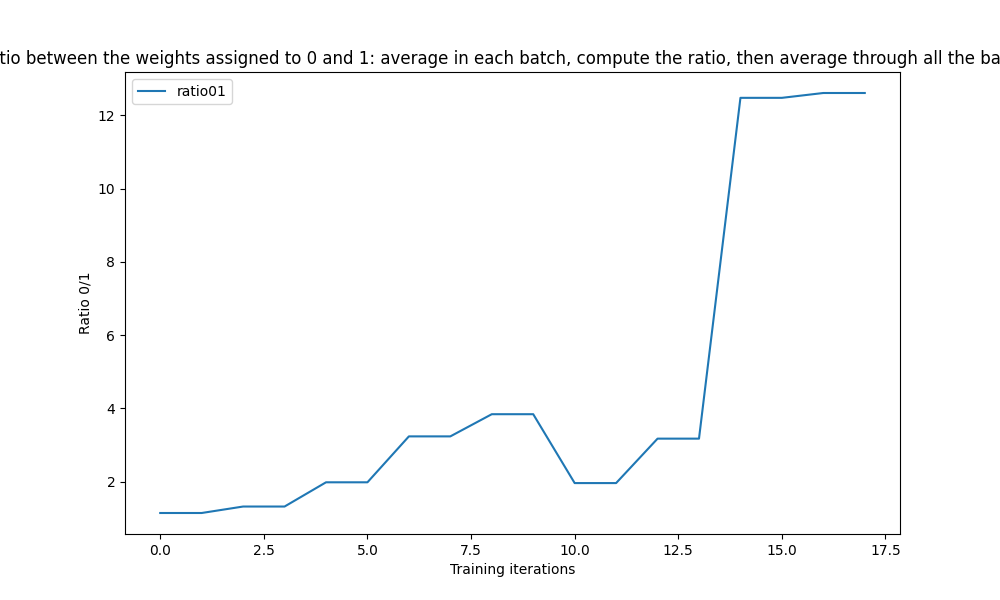 tio between the weights assigned to 0 and 1: average in each batch, compute the ratio, then average through all the ba
ratio01
12
10
8
6
4
2
Ratio 0/1
0.0 2.5 5.0 7.5 10.0 12.5 15.0 17.5
Training iterations